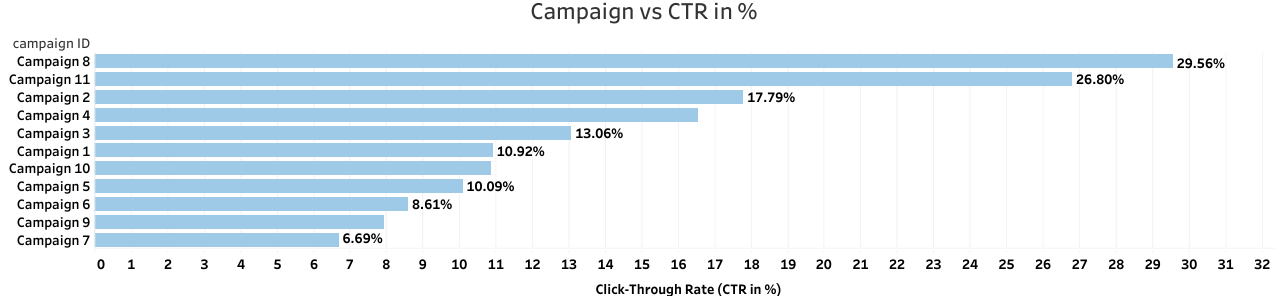 Campaign vs CTR in %
campaign ID
Campaign 8 29.56%
Campaign 11 26.80%
Campaign 2 17.79%
Campaign 4
Campaign 3 13.06%
Campaign 1 10.92%
Campaign 10
Campaign 5 10.09%
Campaign 6 8.61%
Campaign 9
Campaign 7 6.69%
0 1 2 3 4 5 6 7 8 9 10 11 12 13 14 15 16 17 18 19 20 21 22 23 24 25 26 27 28 29 30 31 32
Click-Through Rate (CTR in %)